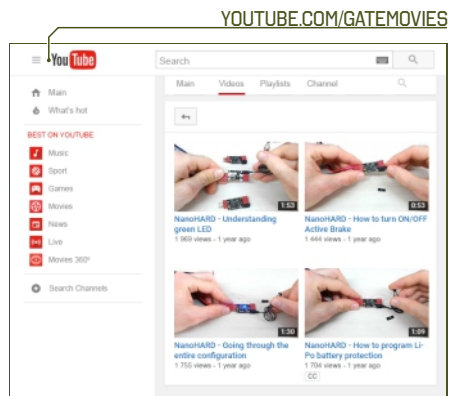 YOUTUBE.COM/GATEMOVIES
YouTube
Search
Main
What's hot
BEST ON YOUTUBE
Music
Sport
Games
Movies
News
Live
Movies 360°
Search Channels
Main Videos Playlists Channel
1:53
NanoHARD - Understanding
green LED
1 969 views - 1 year ago
0:53
NanoHARD - How to turn ON/OFF
Active Brake
1 444 views - 1 year ago
1:30
NanoHARD - Going through the
entire configuration
1 755 views - 1 year ago
1:09
NanoHARD - How to program Li-
Po battery protection
1 704 views - 1 year ago
CC